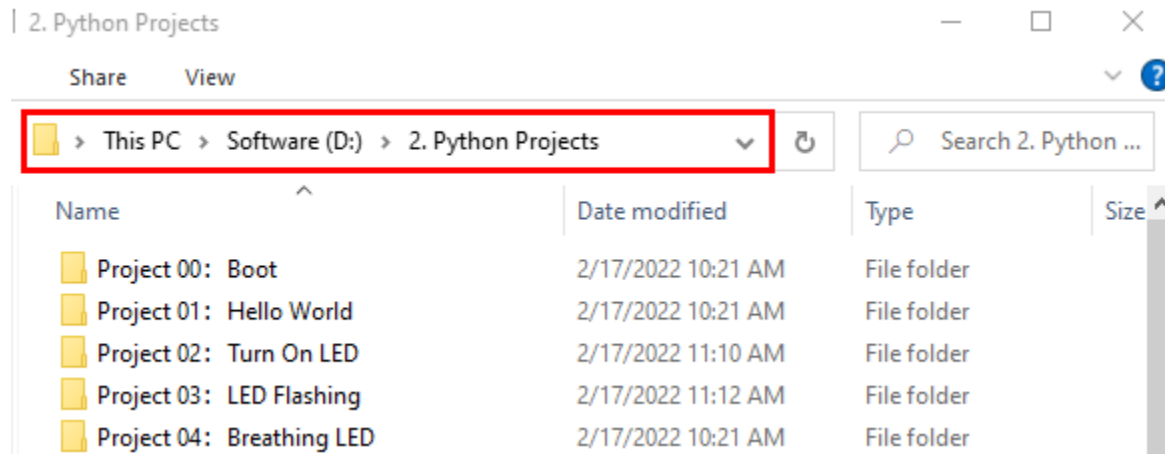 2. Python Projects
Share View
This PC > Software (D:) > 2. Python Projects Search 2. Python ...
Name Date modified Type Size
Project 00： Boot 2/17/2022 10:21 AM File folder
Project 01： Hello World 2/17/2022 10:21 AM File folder
Project 02： Turn On LED 2/17/2022 11:10 AM File folder
Project 03： LED Flashing 2/17/2022 11:12 AM File folder
Project 04： Breathing LED 2/17/2022 10:21 AM File folder